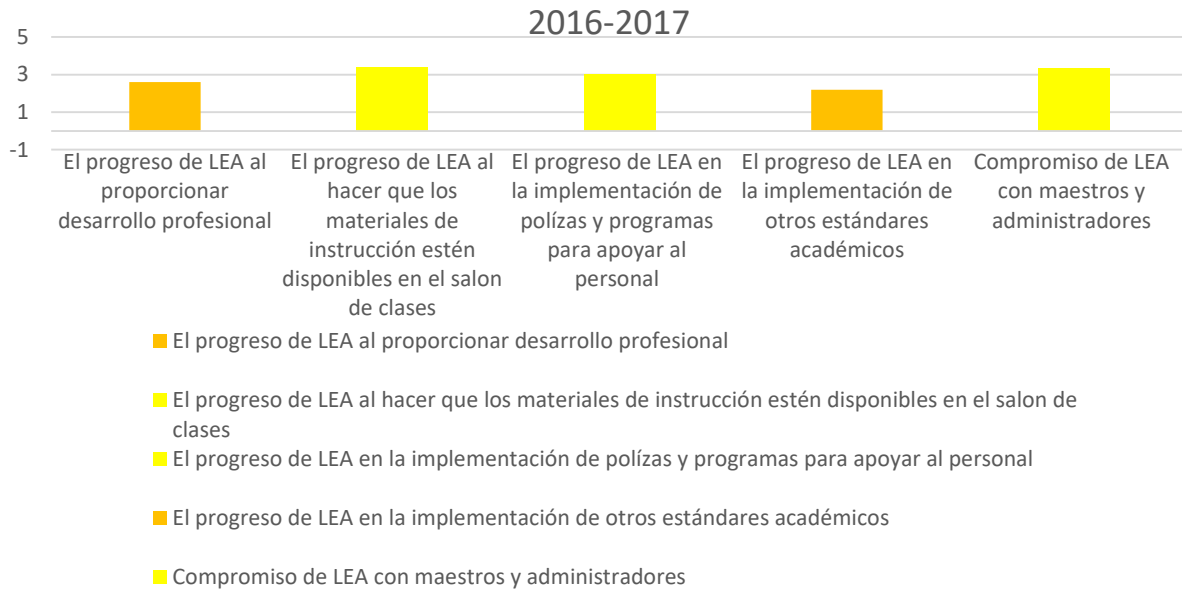 2016-2017
5
3
1
-1
El progreso de LEA al
proporcionar
desarrollo profesional
El progreso de LEA al
hacer que los
materiales de
instrucción estén
disponibles en el salon
de clases
El progreso de LEA en
la implementación de
polízas y programas
para apoyar al
personal
El progreso de LEA en
la implementación de
otros estándares
académicos
Compromiso de LEA
con maestros y
administradores
El progreso de LEA al proporcionar desarrollo profesional
El progreso de LEA al hacer que los materiales de instrucción estén disponibles en el salon de
clases
El progreso de LEA en la implementación de polízas y programas para apoyar al personal
El progreso de LEA en la implementación de otros estándares académicos
Compromiso de LEA con maestros y administradores